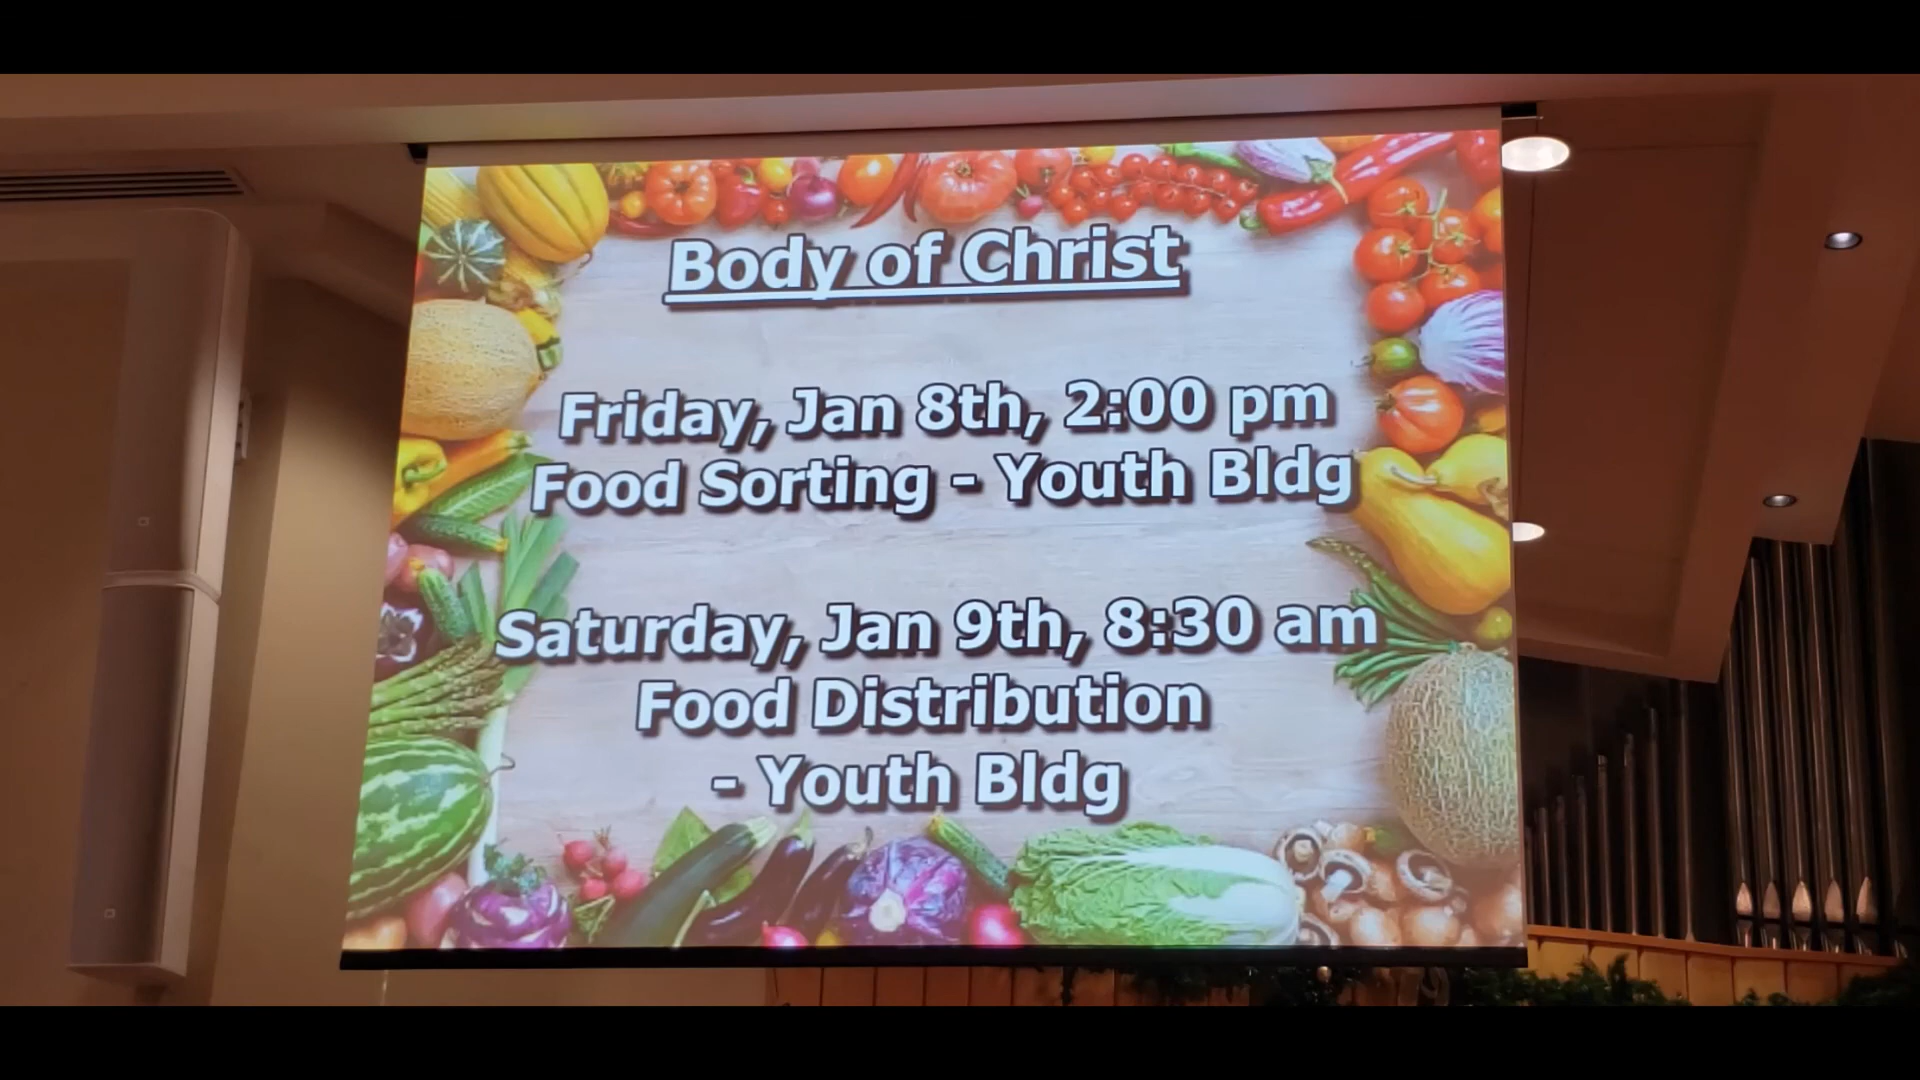 Body of Christ
Friday, Jan 8th, 2:00 pm
Food Sorting - Youth Bldg
Saturday, Jan 9th, 8:30 am
Food Distribution
- Youth Bldg